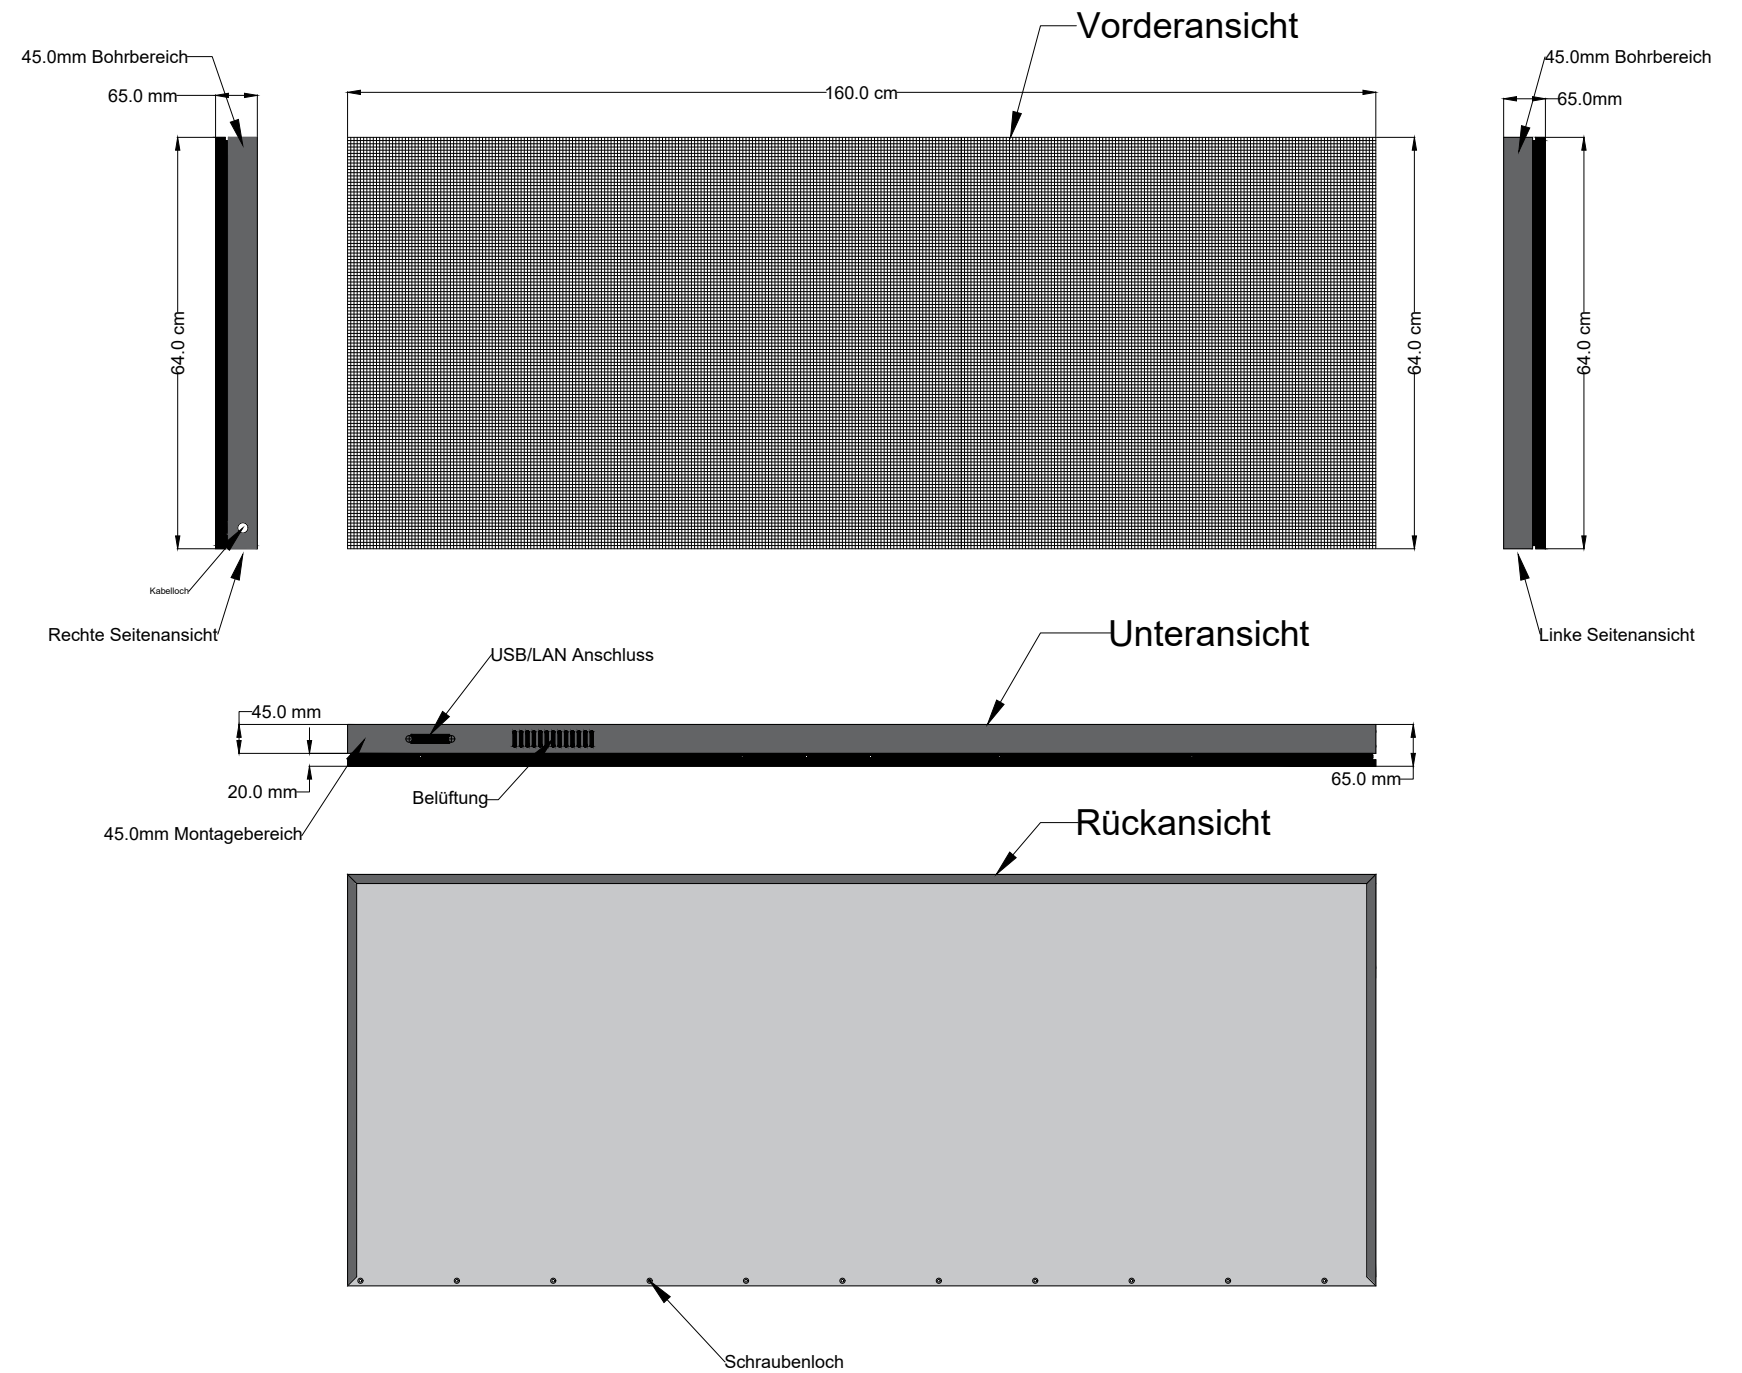 Vorderansicht
45.0mm Bohrbereich
45.0mm Bohrbereich
65.0 mm
160.0 cm
65.0mm
64.0 cm
64.0 cm
64.0 cm
Kabelloch
Rechte Seitenansicht
Linke Seitenansicht
Unteransicht
USB/LAN Anschluss
45.0 mm
65.0 mm
20.0 mm
Belüftung
45.0mm Montagebereich
Rückansicht
Schraubenloch